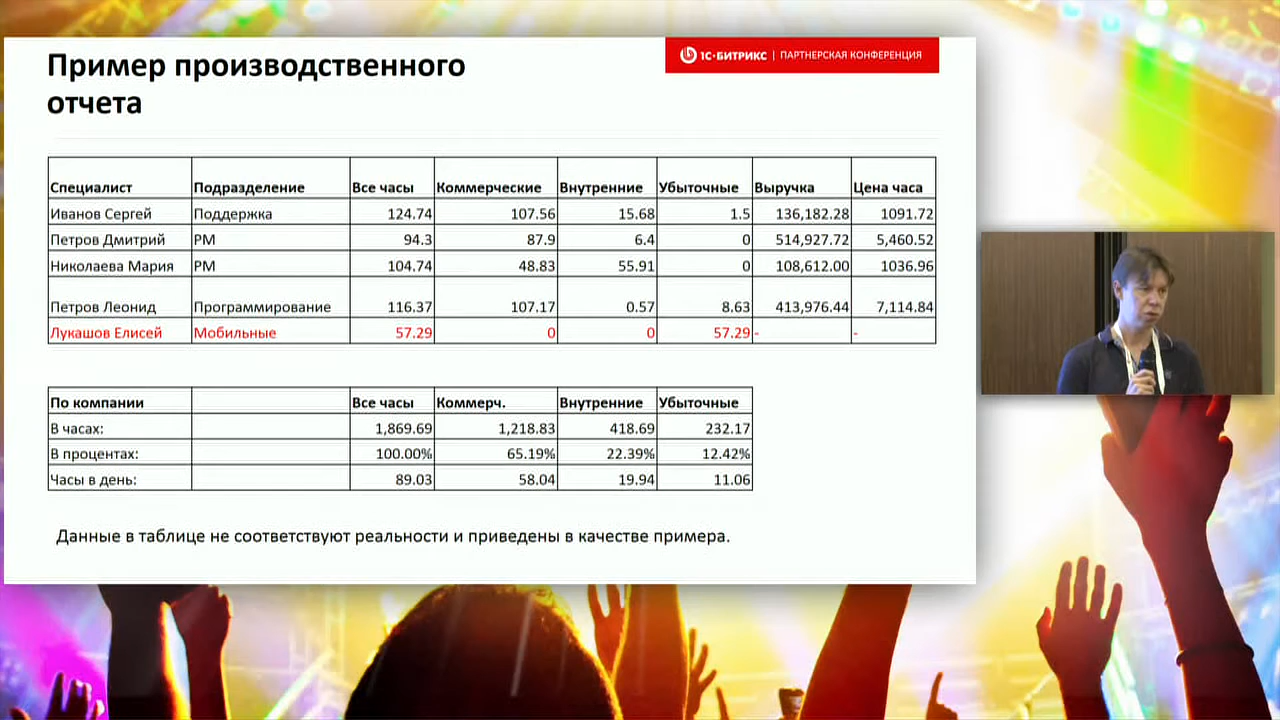 Пример производственного
отчета
1С·БИТРИКС | ПАРТНЕРСКАЯ КОНФЕРЕНЦИЯ
Специалист Подразделение Все часы Коммерческие Внутренние Убыточные Выручка Цена часа
Иванов Сергей Поддержка 124.74 107.56 15.68 1.5 136,182.28 1091.72
Петров Дмитрий PM 94.3 87.9 6.4 0 514,927.72 5,460.52
Николаева Мария PM 104.74 48.83 55.91 0 108,612.00 1036.96
Петров Леонид Программирование 116.37 107.17 0.57 8.63 413,976.44 7,114.84
Лукашов Елисей Мобильные 57.29 0 0 57.29 - -
По компании Все часы Коммерч. Внутренние Убыточные
В часах: 1,869.69 1,218.83 418.69 232.17
В процентах: 100.00% 65.19% 22.39% 12.42%
Часы в день: 89.03 58.04 19.94 11.06
Данные в таблице не соответствуют реальности и приведены в качестве примера.